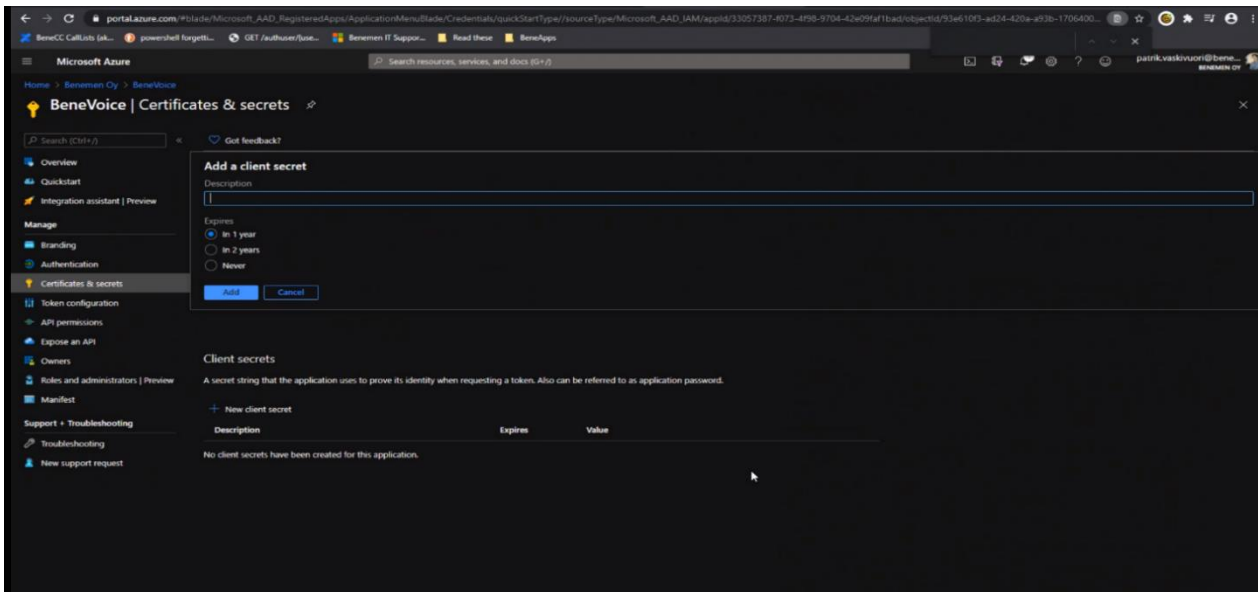 portal.azure.com/#blade/Microsoft_AAD_RegisteredApps/ApplicationMenuBlade/Credentials/quickStartType//sourceType/Microsoft_AAD_IAM/appId/33057387-f073-4f98-9704-42e09faf1bad/objectId/93e610f3-ad24-420a-a93b-1706400...
BeneCC CallLists (ak... powershell forgetti... GET /authuser/[use... Benemen IT Suppor... Read these BeneApps
Microsoft Azure
Search resources, services, and docs (G+/)
patrik.vaskivuori@bene...
BENEMEN OY
Home > Benemen Oy > BeneVoice
BeneVoice | Certificates & secrets
Search (Ctrl+/)
Got feedback?
Overview
Quickstart
Integration assistant | Preview
Manage
Branding
Authentication
Certificates & secrets
Token configuration
API permissions
Expose an API
Owners
Roles and administrators | Preview
Manifest
Support + Troubleshooting
Troubleshooting
New support request
Add a client secret
Description
Expires
In 1 year
In 2 years
Never
Add Cancel
Client secrets
A secret string that the application uses to prove its identity when requesting a token. Also can be referred to as application password.
New client secret
Description Expires Value
No client secrets have been created for this application.